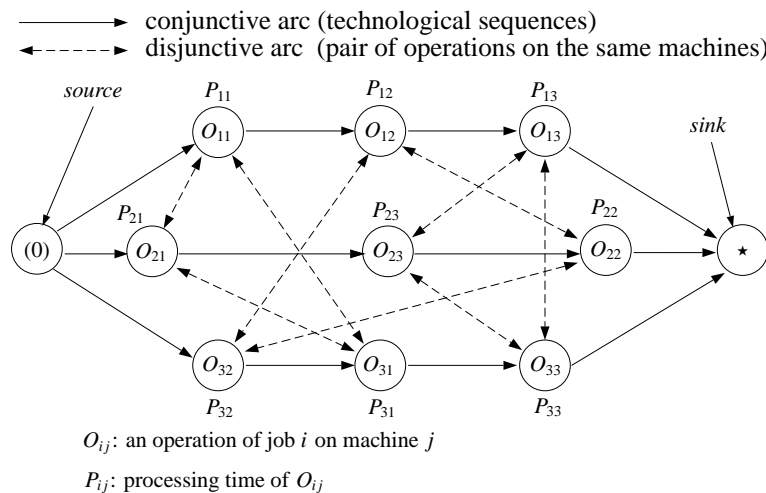 conjunctive arc (technological sequences)
disjunctive arc (pair of operations on the same machines)
source
P11 P12 P13
sink
O11 O12 O13
P21 P23 P22
(0) O21 O23 O22 ⋆
O32 O31 O33
P32 P31 P33
Oij: an operation of job i on machine j
Pij: processing time of Oij